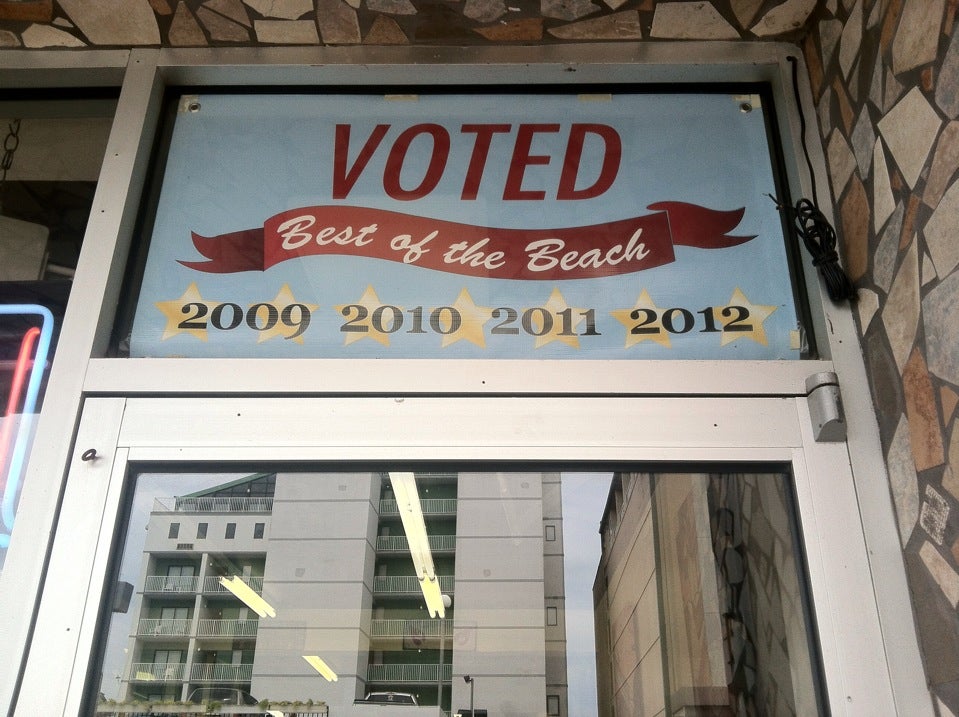 VOTED
Best of the Beach
2009 2010 2011 2012